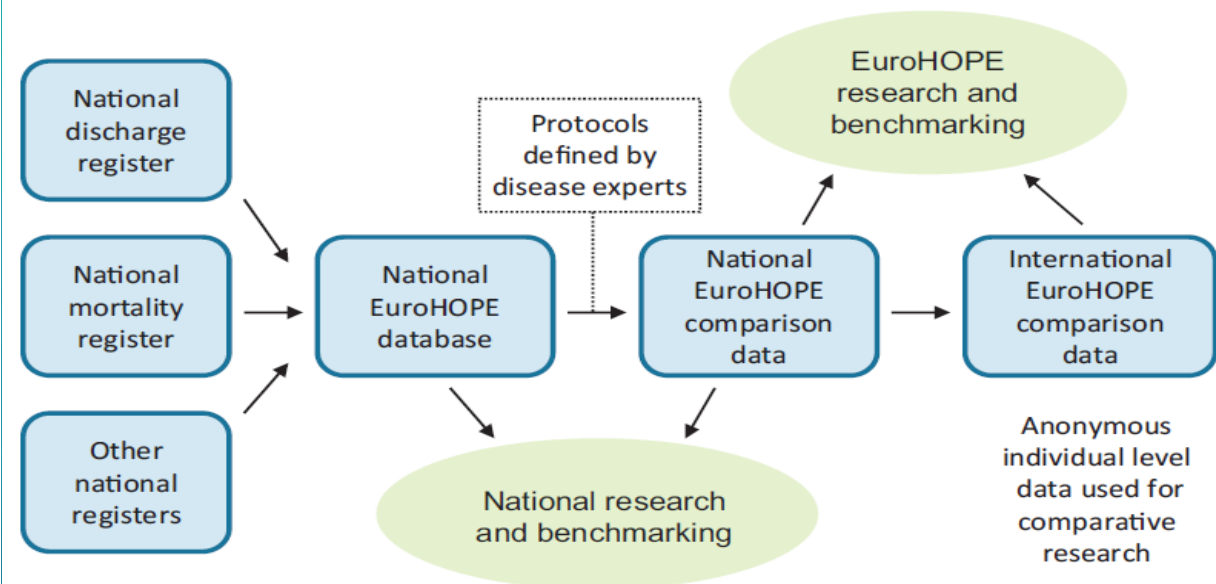 National
discharge
register
National
mortality
register
Other
national
registers
National
EuroHOPE
database
Protocols
defined by
disease experts
National
EuroHOPE
comparison
data
International
EuroHOPE
comparison
data
EuroHOPE
research and
benchmarking
National research
and benchmarking
Anonymous
individual level
data used for
comparative
research